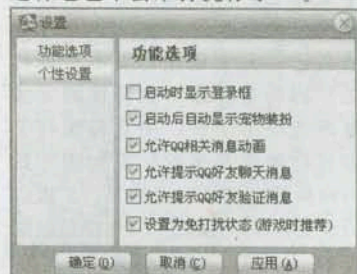 设置
功能选项
个性设置
功能选项
启动时显示登录框
启动后自动显示宠物装扮
允许QQ相关消息动画
允许提示QQ好友聊天消息
允许提示QQ好友验证消息
设置为免打扰状态(游戏时推荐)
确定(O) 取消(C) 应用(A)